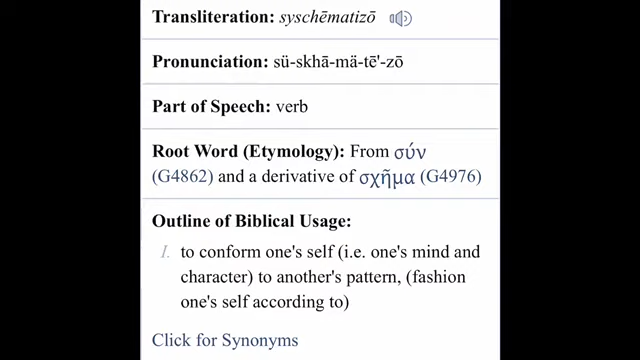 Transliteration: syschēmatizō
Pronunciation: sü-skhā-mä-tē'-zō
Part of Speech: verb
Root Word (Etymology): From σύν
(G4862) and a derivative of σχῆμα (G4976)
Outline of Biblical Usage:
I. to conform one's self (i.e. one's mind and
character) to another's pattern, (fashion
one's self according to)
Click for Synonyms